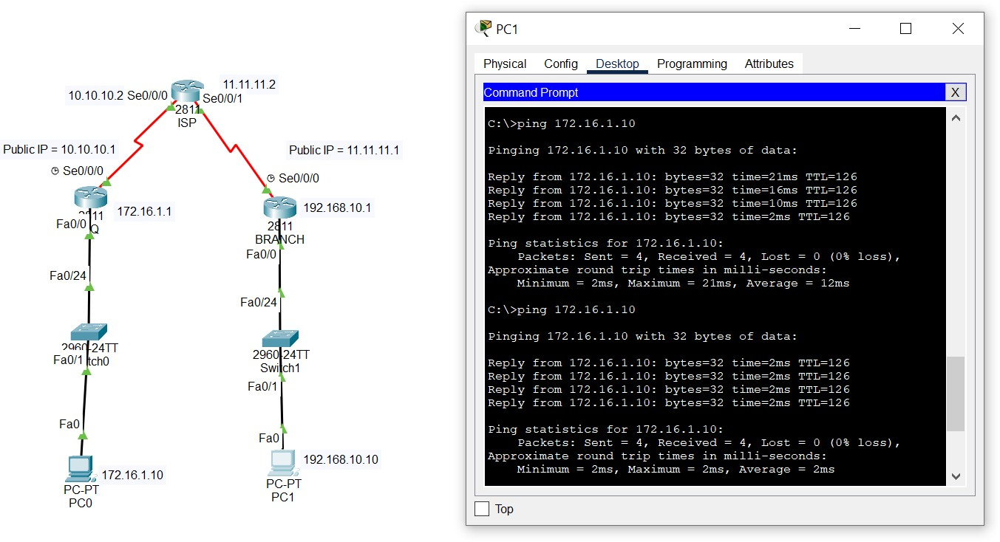 11.11.11.2
10.10.10.2 Se0/0/0
Se0/0/1
2811
ISP
Public IP = 10.10.10.1
Public IP = 11.11.11.1
Se0/0/0
Se0/0/0
172.16.1.1
192.168.10.1
2811
Q
Fa0/0
2811
BRANCH
Fa0/0
Fa0/24
Fa0/24
2960-24TT
tch0
Fa0/1
2960-24TT
Switch1
Fa0/1
Fa0
Fa0
172.16.1.10
192.168.10.10
PC-PT
PC0
PC-PT
PC1
PC1
Physical Config Desktop Programming Attributes
Command Prompt X
C:\>ping 172.16.1.10
Pinging 172.16.1.10 with 32 bytes of data:
Reply from 172.16.1.10: bytes=32 time=21ms TTL=126
Reply from 172.16.1.10: bytes=32 time=16ms TTL=126
Reply from 172.16.1.10: bytes=32 time=10ms TTL=126
Reply from 172.16.1.10: bytes=32 time=2ms TTL=126
Ping statistics for 172.16.1.10:
Packets: Sent = 4, Received = 4, Lost = 0 (0% loss),
Approximate round trip times in milli-seconds:
Minimum = 2ms, Maximum = 21ms, Average = 12ms
C:\>ping 172.16.1.10
Pinging 172.16.1.10 with 32 bytes of data:
Reply from 172.16.1.10: bytes=32 time=2ms TTL=126
Reply from 172.16.1.10: bytes=32 time=2ms TTL=126
Reply from 172.16.1.10: bytes=32 time=2ms TTL=126
Reply from 172.16.1.10: bytes=32 time=2ms TTL=126
Ping statistics for 172.16.1.10:
Packets: Sent = 4, Received = 4, Lost = 0 (0% loss),
Approximate round trip times in milli-seconds:
Minimum = 2ms, Maximum = 2ms, Average = 2ms
Top